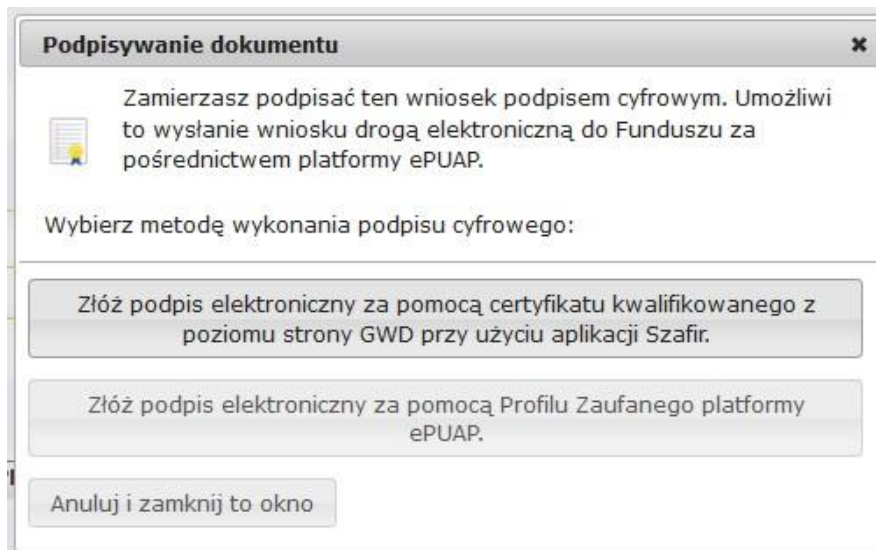 Podpisywanie dokumentu
Zamierzasz podpisać ten wniosek podpisem cyfrowym. Umożliwi
to wysłanie wniosku drogą elektroniczną do Funduszu za
pośrednictwem platformy ePUAP.
Wybierz metodę wykonania podpisu cyfrowego:
Złóż podpis elektroniczny za pomocą certyfikatu kwalifikowanego z
poziomu strony GWD przy użyciu aplikacji Szafir.
Złóż podpis elektroniczny za pomocą Profilu Zaufanego platformy
ePUAP.
Anuluj i zamknij to okno